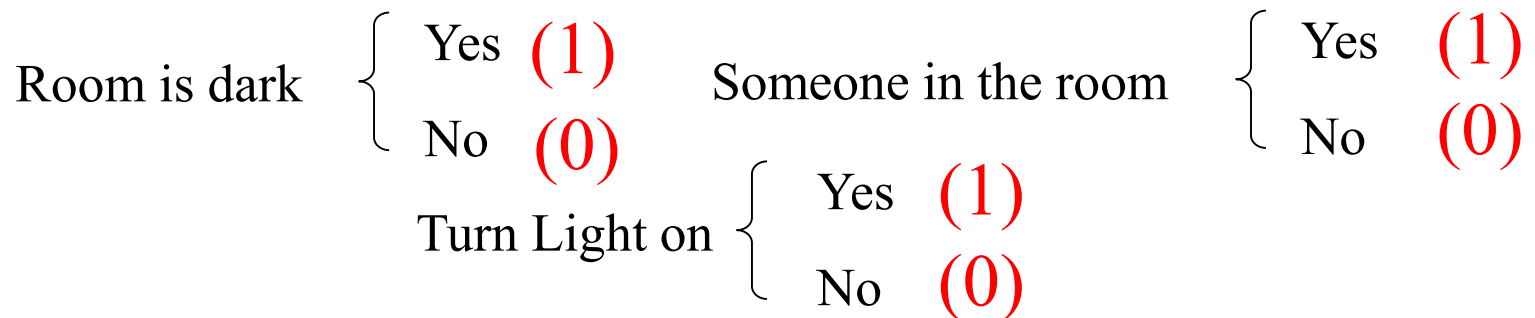 Room is dark
Yes (1)
No (0)
Someone in the room
Yes (1)
No (0)
Turn Light on
Yes (1)
No (0)